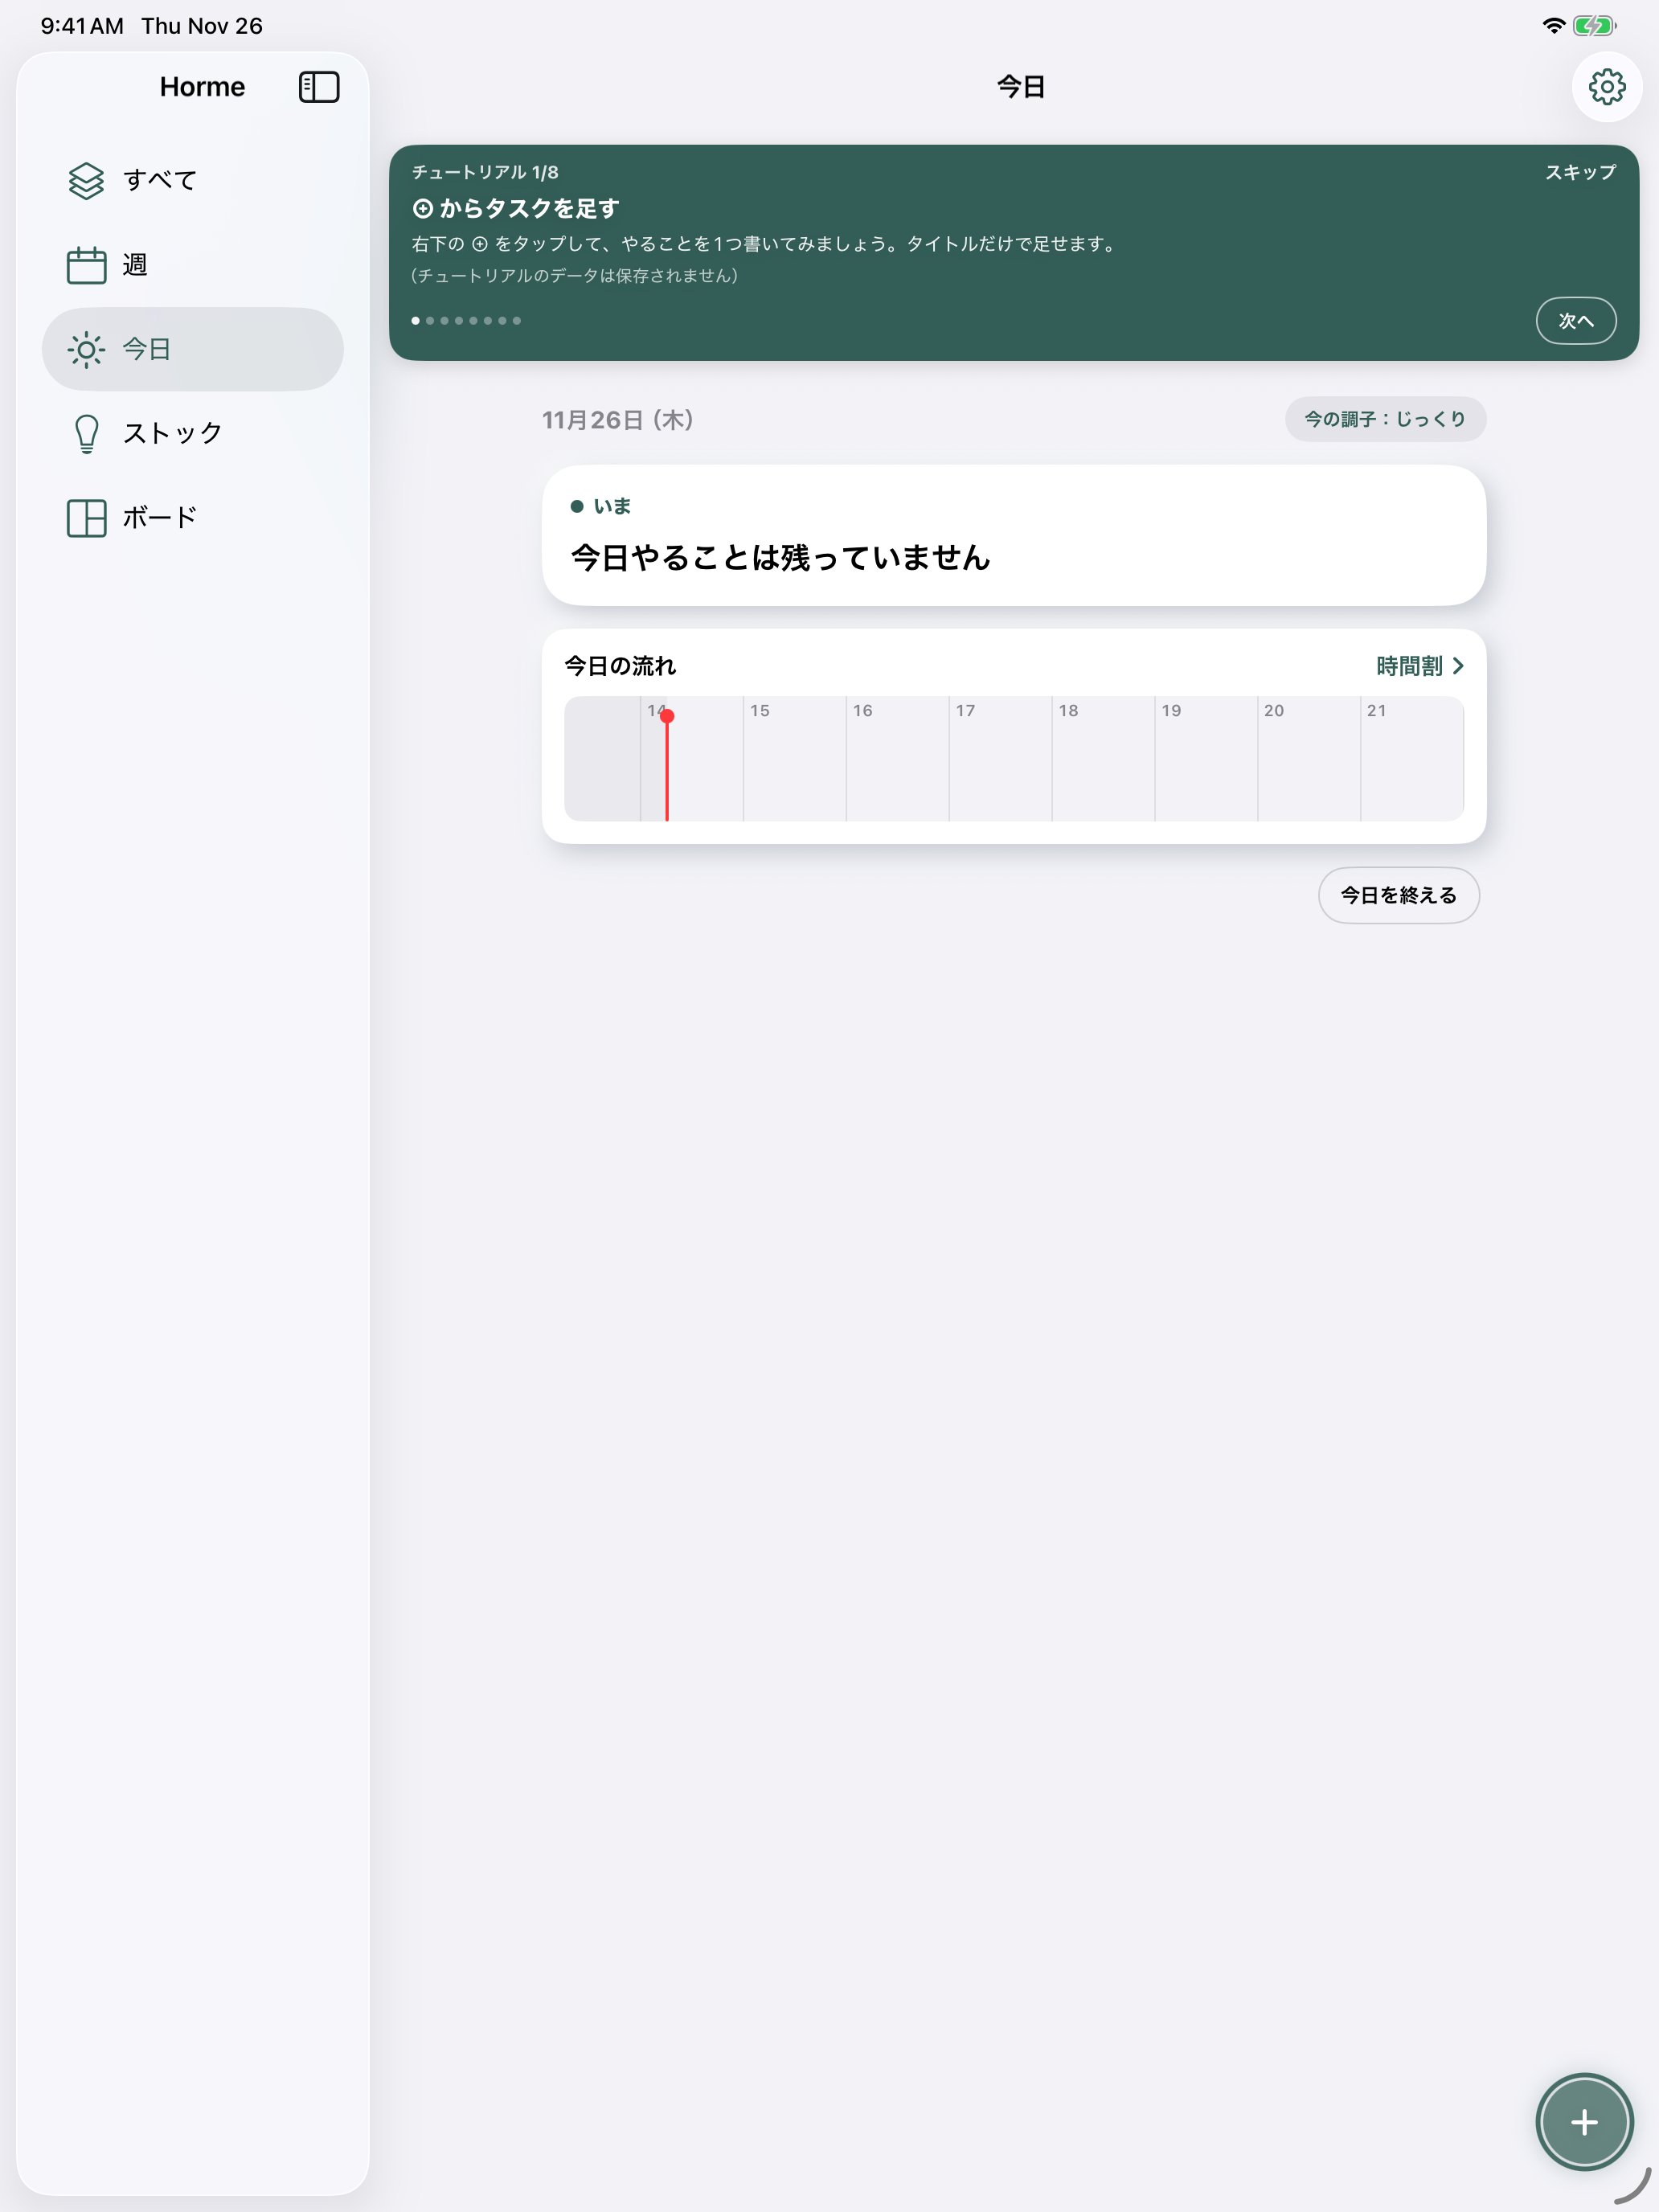 9:41 AM Thu Nov 26
Horme
すべて
週
今日
ストック
ボード
今日
チュートリアル 1/8
スキップ
⊕ からタスクを足す
右下の ⊕ をタップして、やることを1つ書いてみましょう。タイトルだけで足せます。
（チュートリアルのデータは保存されません）
次へ
11月26日（木）
今の調子：じっくり
いま
今日やることは残っていません
今日の流れ
時間割
14 15 16 17 18 19 20 21
今日を終える